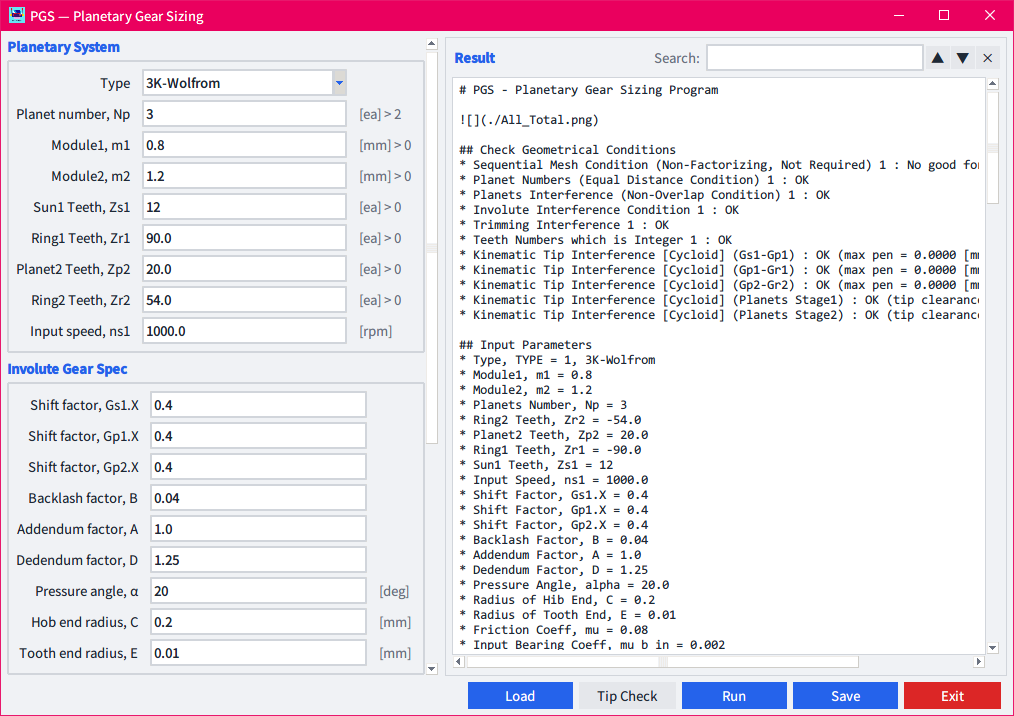 PGS — Planetary Gear Sizing
Planetary System
Type 3K-Wolfrom
Planet number, Np 3 [ea] > 2
Module1, m1 0.8 [mm] > 0
Module2, m2 1.2 [mm] > 0
Sun1 Teeth, Zs1 12 [ea] > 0
Ring1 Teeth, Zr1 90.0 [ea] > 0
Planet2 Teeth, Zp2 20.0 [ea] > 0
Ring2 Teeth, Zr2 54.0 [ea] > 0
Input speed, ns1 1000.0 [rpm]
Involute Gear Spec
Shift factor, Gs1.X 0.4
Shift factor, Gp1.X 0.4
Shift factor, Gp2.X 0.4
Backlash factor, B 0.04
Addendum factor, A 1.0
Dedendum factor, D 1.25
Pressure angle, α 20 [deg]
Hob end radius, C 0.2 [mm]
Tooth end radius, E 0.01 [mm]
Result Search:
# PGS - Planetary Gear Sizing Program
![](./All_Total.png)
## Check Geometrical Conditions
* Sequential Mesh Condition (Non-Factorizing, Not Required) 1 : No good fo
* Planet Numbers (Equal Distance Condition) 1 : OK
* Planets Interference (Non-Overlap Condition) 1 : OK
* Involute Interference Condition 1 : OK
* Trimming Interference 1 : OK
* Teeth Numbers which is Integer 1 : OK
* Kinematic Tip Interference [Cycloid] (Gs1-Gp1) : OK (max pen = 0.0000 [m
* Kinematic Tip Interference [Cycloid] (Gp1-Gr1) : OK (max pen = 0.0000 [m
* Kinematic Tip Interference [Cycloid] (Gp2-Gr2) : OK (max pen = 0.0000 [m
* Kinematic Tip Interference [Cycloid] (Planets Stage1) : OK (tip clearanc
* Kinematic Tip Interference [Cycloid] (Planets Stage2) : OK (tip clearanc
## Input Parameters
* Type, TYPE = 1, 3K-Wolfrom
* Module1, m1 = 0.8
* Module2, m2 = 1.2
* Planets Number, Np = 3
* Ring2 Teeth, Zr2 = -54.0
* Planet2 Teeth, Zp2 = 20.0
* Ring1 Teeth, Zr1 = -90.0
* Sun1 Teeth, Zs1 = 12
* Input Speed, ns1 = 1000.0
* Shift Factor, Gs1.X = 0.4
* Shift Factor, Gp1.X = 0.4
* Shift Factor, Gp2.X = 0.4
* Backlash Factor, B = 0.04
* Addendum Factor, A = 1.0
* Dedendum Factor, D = 1.25
* Pressure Angle, alpha = 20.0
* Radius of Hib End, C = 0.2
* Radius of Tooth End, E = 0.01
* Friction Coeff, mu = 0.08
* Input Bearing Coeff, mu_b_in = 0.002
Load Tip Check Run Save Exit